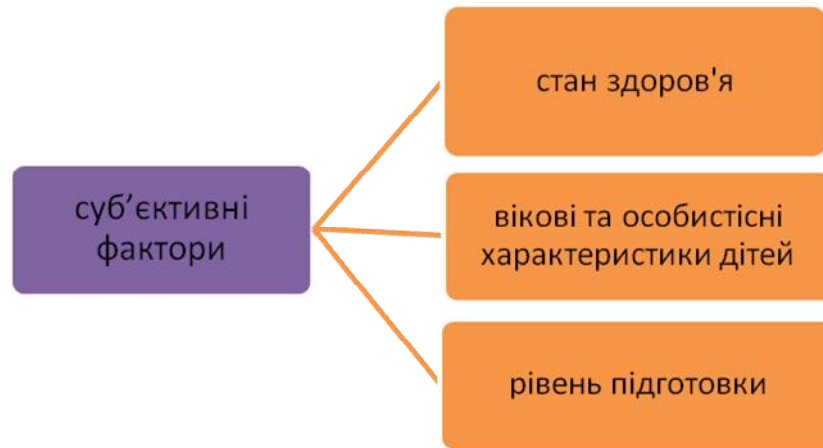 суб’єктивні
фактори
стан здоров'я
вікові та особистісні
характеристики дітей
рівень підготовки